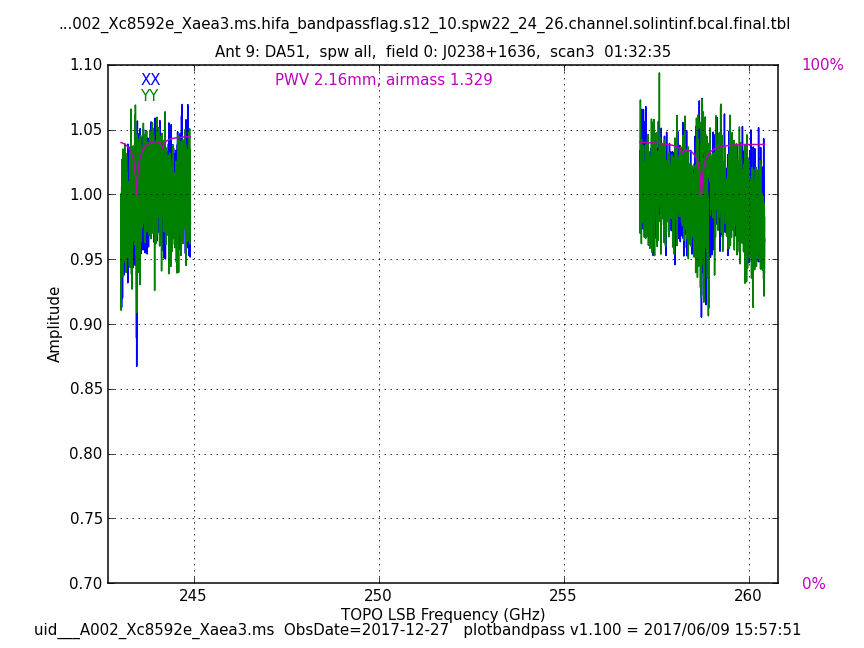 ...002_Xc8592e_Xaea3.ms.hifa_bandpassflag.s12_10.spw22_24_26.channel.solintinf.bcal.final.tbl
Ant 9: DA51,  spw all,  field 0: J0238+1636,  scan3  01:32:35
1.10
100%
XX
PWV 2.16mm, airmass 1.329
YY
1.05
1.00
0.95
0.90
Amplitude
0.85
0.80
0.75
0.70
0%
245
250
255
260
TOPO LSB Frequency (GHz)
uid___A002_Xc8592e_Xaea3.ms  ObsDate=2017-12-27   plotbandpass v1.100 = 2017/06/09 15:57:51